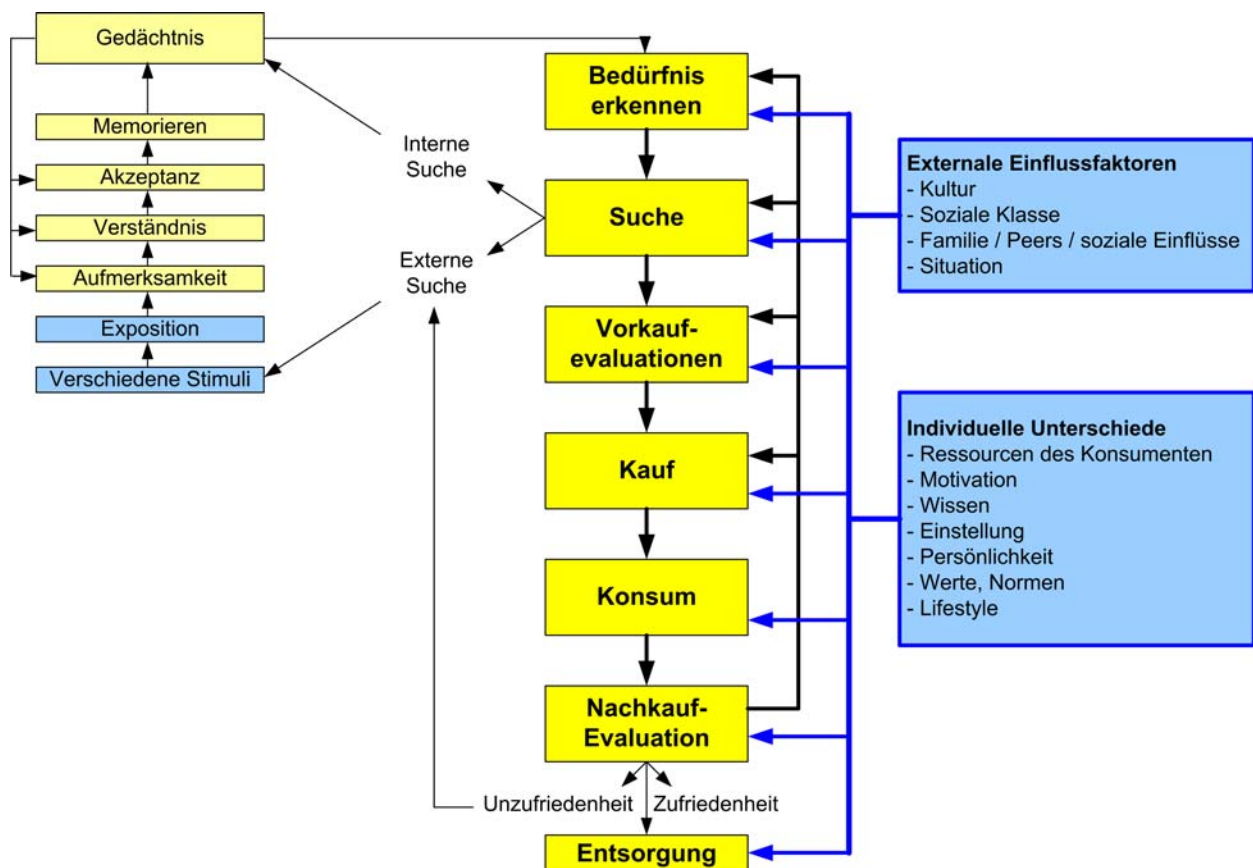 Gedächtnis
Memorieren
Akzeptanz
Verständnis
Aufmerksamkeit
Exposition
Verschiedene Stimuli
Interne
Suche
Externe
Suche
Bedürfnis
erkennen
Suche
Vorkauf-
evaluationen
Kauf
Konsum
Nachkauf-
Evaluation
Unzufriedenheit
Zufriedenheit
Entsorgung
Externale Einflussfaktoren
- Kultur
- Soziale Klasse
- Familie / Peers / soziale Einflüsse
- Situation
Individuelle Unterschiede
- Ressourcen des Konsumenten
- Motivation
- Wissen
- Einstellung
- Persönlichkeit
- Werte, Normen
- Lifestyle